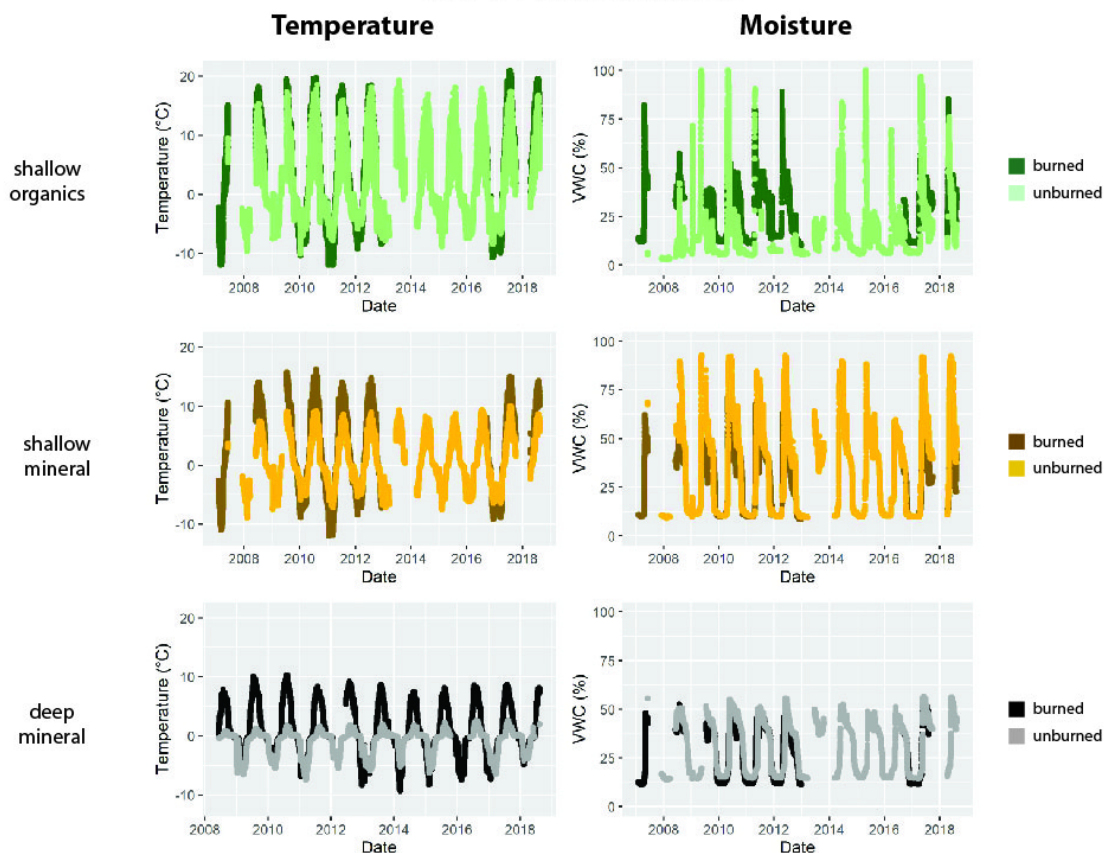 Temperature
Moisture
shallow
organics
Temperature (°C)
20
10
0
-10
2008 2010 2012 2014 2016 2018
Date
VWC (%)
100
75
50
25
0
2008 2010 2012 2014 2016 2018
Date
burned
unburned
shallow
mineral
Temperature (°C)
20
10
0
-10
2008 2010 2012 2014 2016 2018
Date
VWC (%)
100
75
50
25
0
2008 2010 2012 2014 2016 2018
Date
burned
unburned
deep
mineral
Temperature (°C)
20
10
0
-10
2008 2010 2012 2014 2016 2018
Date
VWC (%)
100
75
50
25
0
2008 2010 2012 2014 2016 2018
Date
burned
unburned